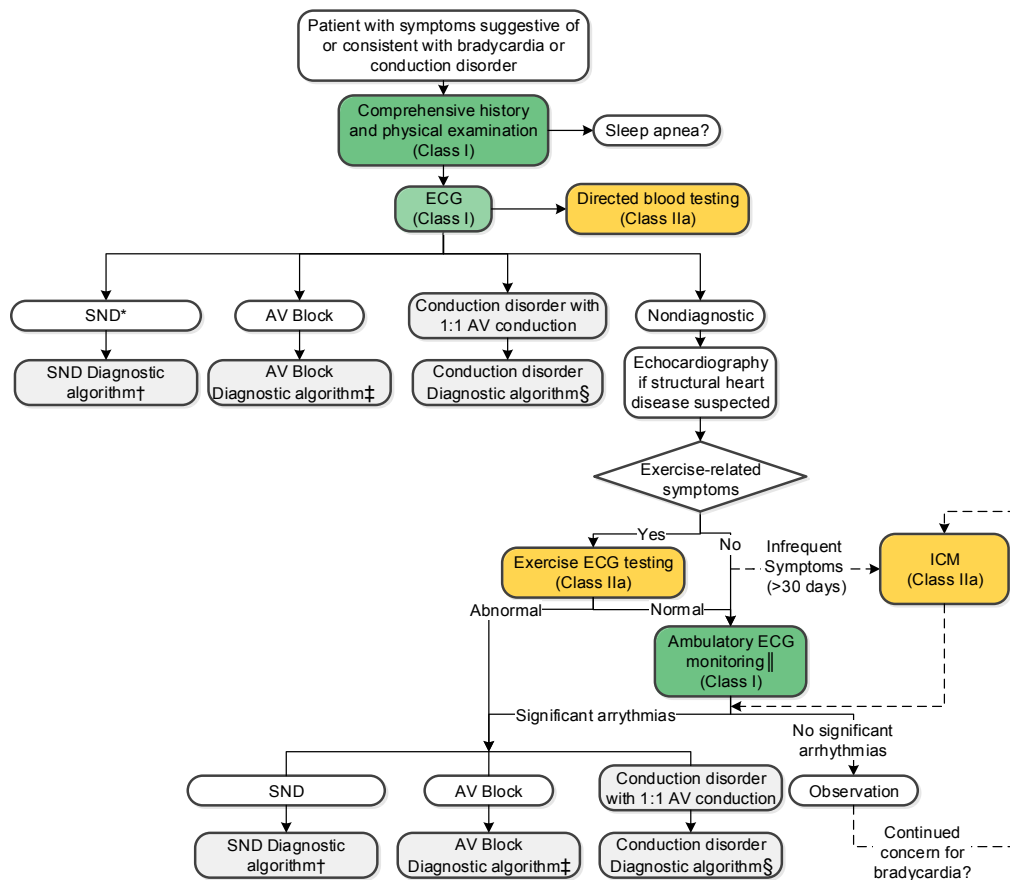 Patient with symptoms suggestive
of or consistent with bradycardia or
conduction disorder
Comprehensive history
and physical examination
(Class I)
Sleep apnea?
ECG
(Class I)
Directed blood testing
(Class IIa)
SND*
AV Block
Conduction disorder with
1:1 AV conduction
Nondiagnostic
SND Diagnostic
algorithm†
AV Block
Diagnostic algorithm‡
Conduction disorder
Diagnostic algorithm§
Echocardiography
if structural heart
disease suspected
Exercise-related
symptoms
Yes
No
Exercise ECG testing
(Class IIa)
Infrequent
Symptoms
(>30 days)
ICM
(Class IIa)
Abnormal
Normal
Ambulatory ECG
monitoring‖
(Class I)
Significant arrythmias
No significant
arrhythmias
SND
AV Block
Conduction disorder
with 1:1 AV conduction
Observation
SND Diagnostic
algorithm†
AV Block
Diagnostic algorithm‡
Conduction disorder
Diagnostic algorithm§
Continued
concern for
bradycardia?